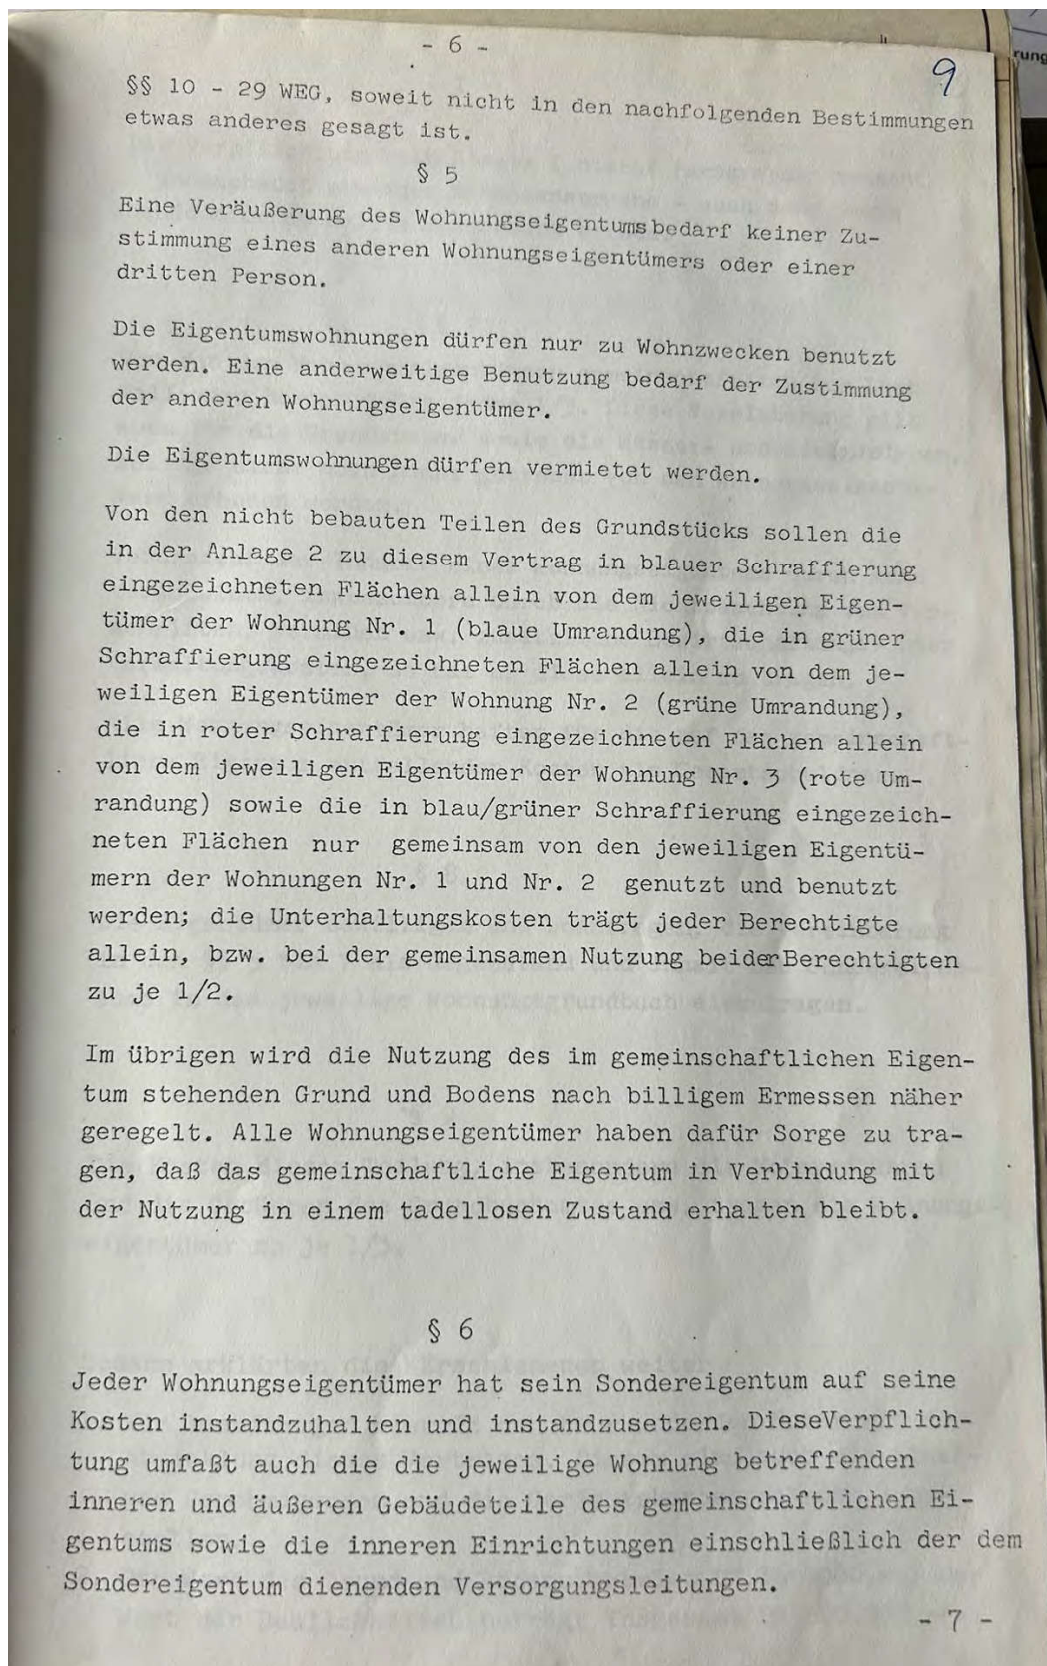 - 6 -
9
rung
§§ 10 - 29 WEG, soweit nicht in den nachfolgenden Bestimmungen
etwas anderes gesagt ist.
§ 5
Eine Veräußerung des Wohnungseigentums bedarf keiner Zu-
stimmung eines anderen Wohnungseigentümers oder einer
dritten Person.
Die Eigentumswohnungen dürfen nur zu Wohnzwecken benutzt
werden. Eine anderweitige Benutzung bedarf der Zustimmung
der anderen Wohnungseigentümer.
Die Eigentumswohnungen dürfen vermietet werden.
Von den nicht bebauten Teilen des Grundstücks sollen die
in der Anlage 2 zu diesem Vertrag in blauer Schraffierung
eingezeichneten Flächen allein von dem jeweiligen Eigen-
tümer der Wohnung Nr. 1 (blaue Umrandung), die in grüner
Schraffierung eingezeichneten Flächen allein von dem je-
weiligen Eigentümer der Wohnung Nr. 2 (grüne Umrandung),
die in roter Schraffierung eingezeichneten Flächen allein
von dem jeweiligen Eigentümer der Wohnung Nr. 3 (rote Um-
randung) sowie die in blau/grüner Schraffierung eingezeich-
neten Flächen nur gemeinsam von den jeweiligen Eigentü-
mern der Wohnungen Nr. 1 und Nr. 2 genutzt und benutzt
werden; die Unterhaltungskosten trägt jeder Berechtigte
allein, bzw. bei der gemeinsamen Nutzung beider Berechtigten
zu je 1/2.
Im übrigen wird die Nutzung des im gemeinschaftlichen Eigen-
tum stehenden Grund und Bodens nach billigem Ermessen näher
geregelt. Alle Wohnungseigentümer haben dafür Sorge zu tra-
gen, daß das gemeinschaftliche Eigentum in Verbindung mit
der Nutzung in einem tadellosen Zustand erhalten bleibt.
§ 6
Jeder Wohnungseigentümer hat sein Sondereigentum auf seine
Kosten instandzuhalten und instandzusetzen. DieseVerpflich-
tung umfaßt auch die die jeweilige Wohnung betreffenden
inneren und äußeren Gebäudeteile des gemeinschaftlichen Ei-
gentums sowie die inneren Einrichtungen einschließlich der dem
Sondereigentum dienenden Versorgungsleitungen.
- 7 -